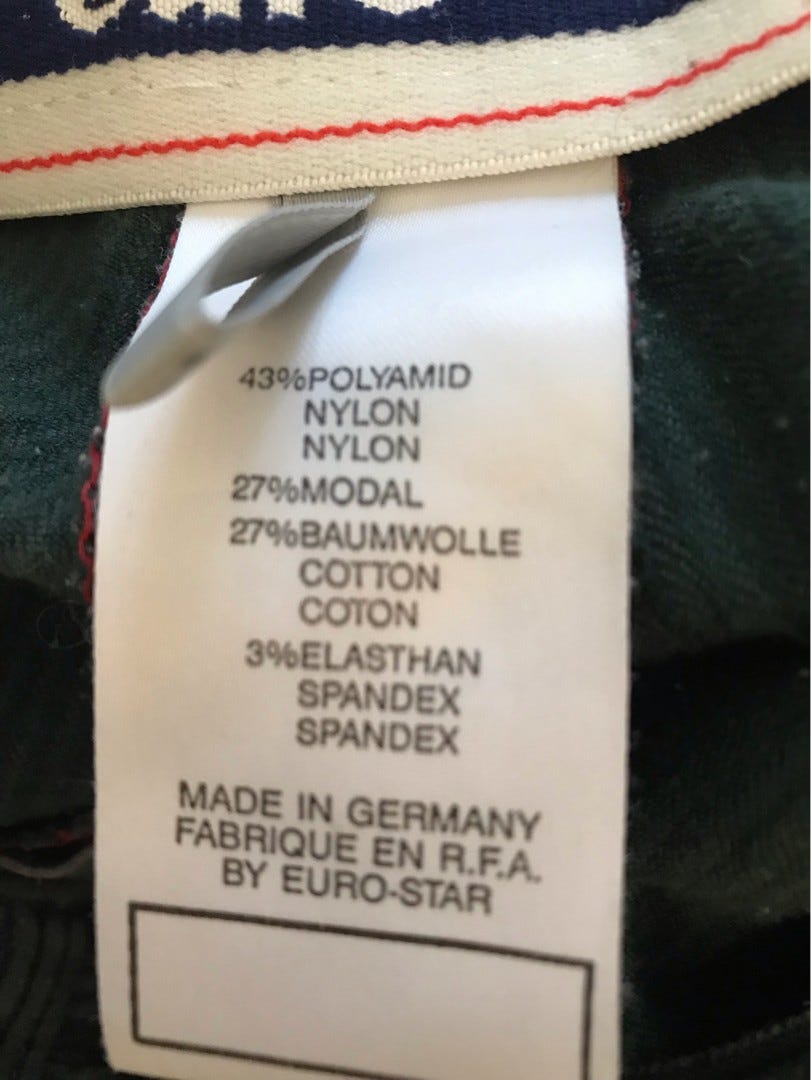 43%POLYAMID
NYLON
NYLON
27%MODAL
27%BAUMWOLLE
COTTON
COTON
3%ELASTHAN
SPANDEX
SPANDEX
MADE IN GERMANY
FABRIQUE EN R.F.A.
BY EURO-STAR